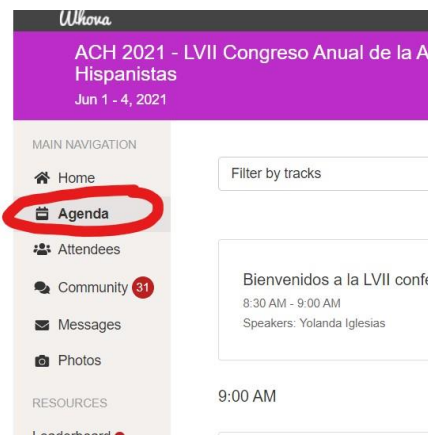 Whova
ACH 2021 - LVII Congreso Anual de la A
Hispanistas
Jun 1 - 4, 2021
MAIN NAVIGATION
Home
Agenda
Attendees
Community 31
Messages
Photos
RESOURCES
Leaderboard
Filter by tracks
Bienvenidos a la LVII confe
8:30 AM - 9:00 AM
Speakers: Yolanda Iglesias
9:00 AM